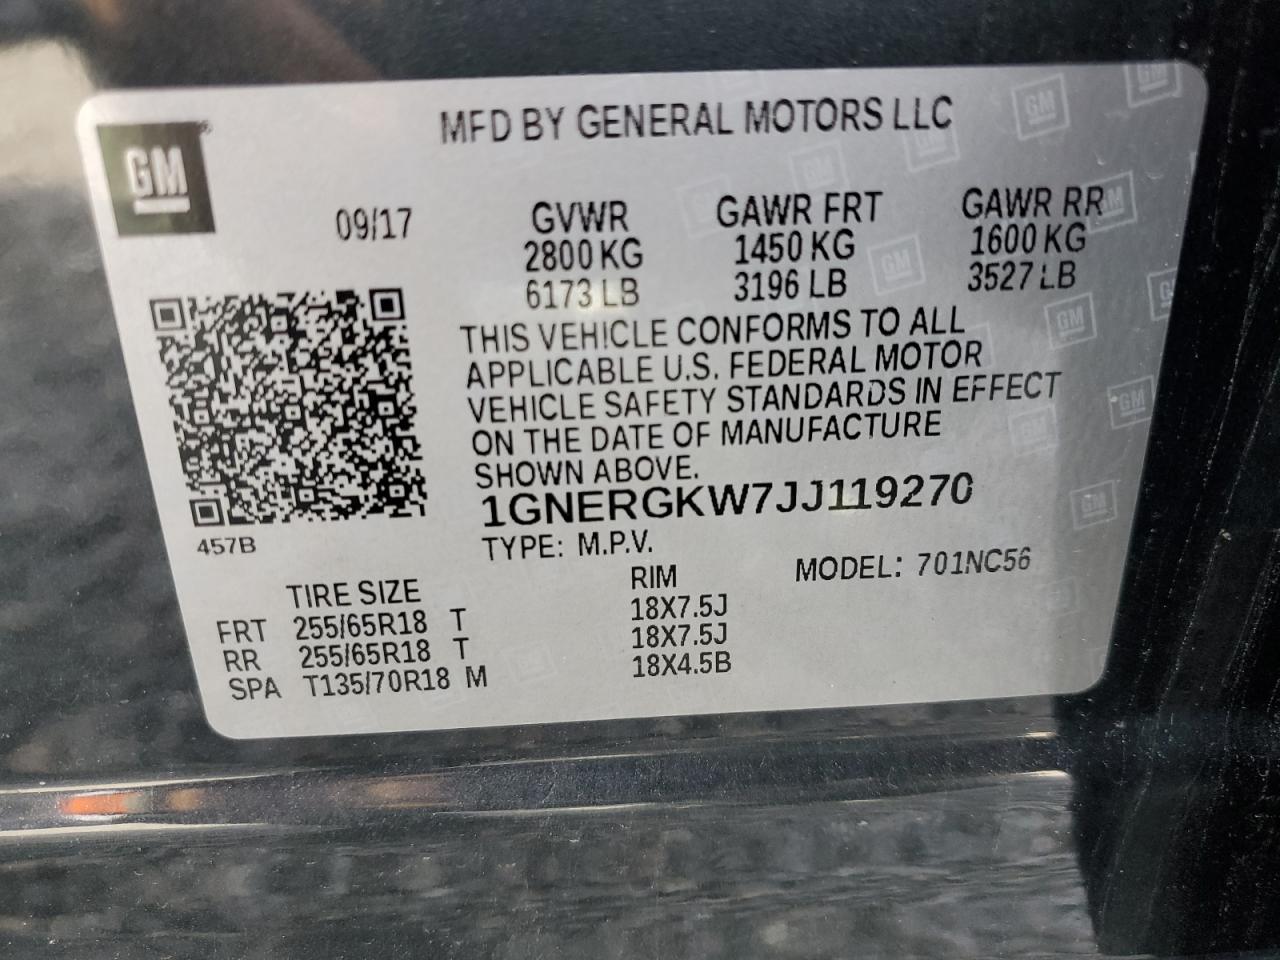 MFD BY GENERAL MOTORS LLC
GM
09/17
GVWR GAWR FRT GAWR RR
2800 KG 1450 KG 1600 KG
6173 LB 3196 LB 3527 LB
THIS VEHICLE CONFORMS TO ALL
APPLICABLE U.S. FEDERAL MOTOR
VEHICLE SAFETY STANDARDS IN EFFECT
ON THE DATE OF MANUFACTURE
SHOWN ABOVE.
1GNERGKW7JJ119270
457B
TYPE: M.P.V. MODEL: 701NC56
TIRE SIZE RIM
FRT 255/65R18 T 18X7.5J
RR 255/65R18 T 18X7.5J
SPA T135/70R18 M 18X4.5B